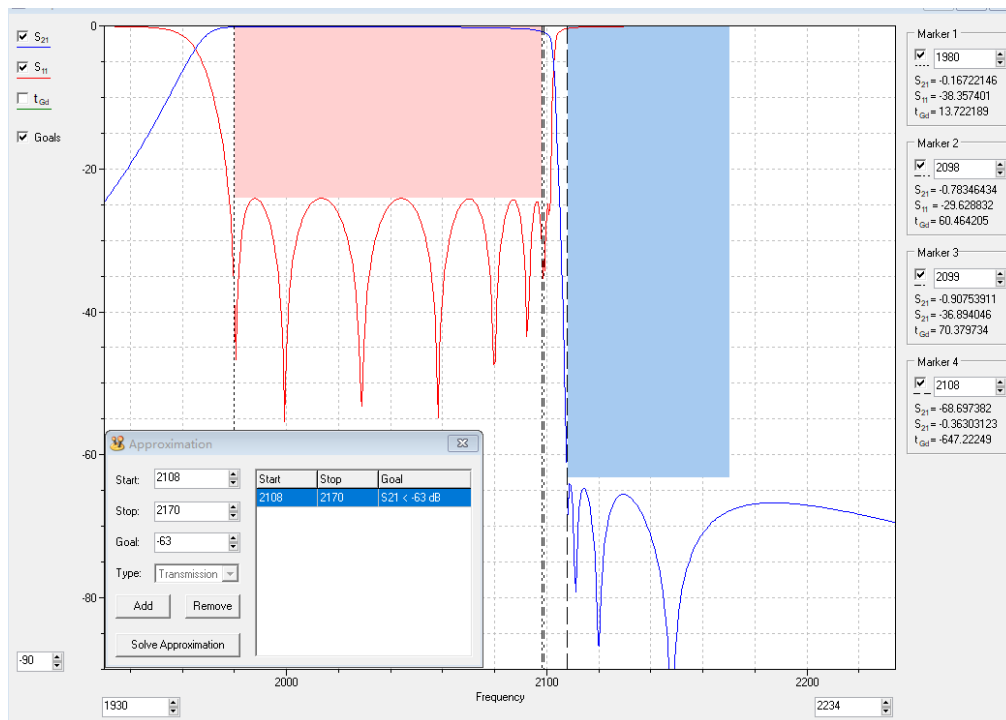 S21
S11
tGd
Goals
0
-20
-40
-60
-80
-90
2000
2100
2200
Frequency
1930
2234
Approximation
Start:
2108
Stop:
2170
Goal:
-63
Type:
Transmission
Add
Remove
Solve Approximation
Start Stop Goal
2108 2170 S21 < -63 dB
Marker 1
1980
S21 = -0.16722146
S11 = -38.357401
tGd = 13.722189
Marker 2
2098
S21 = -0.78346434
S11 = -29.628832
tGd = 60.464205
Marker 3
2099
S21 = -0.90753911
S11 = -36.894046
tGd = 70.379734
Marker 4
2108
S21 = -68.697382
S21 = -0.36303123
tGd = -647.22249